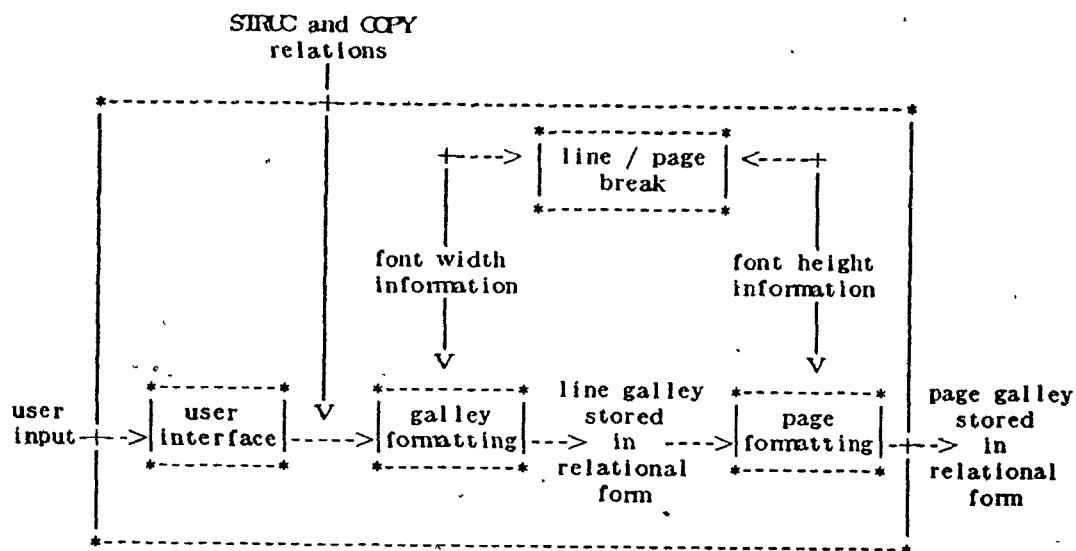 STRUC and COPY
relations
line / page
break
font width
information
font height
information
user
input
user
interface
galley
formatting
line galley
stored
in
relational
form
page
formatting
page galley
stored
in
relational
form